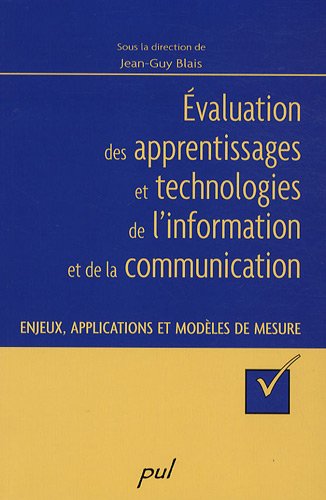 Sous la direction de
Jean-Guy Blais
Évaluation
des apprentissages
et technologies
de l'information
et de la communication
ENJEUX, APPLICATIONS ET MODÈLES DE MESURE
pul